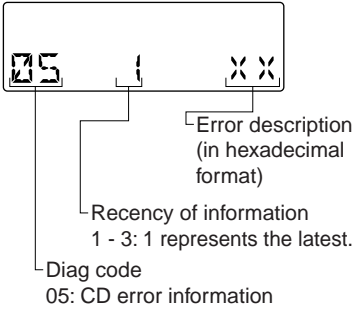 05 1 XX
Error description
(in hexadecimal
format)
Recency of information
1 - 3: 1 represents the latest.
Diag code
05: CD error information